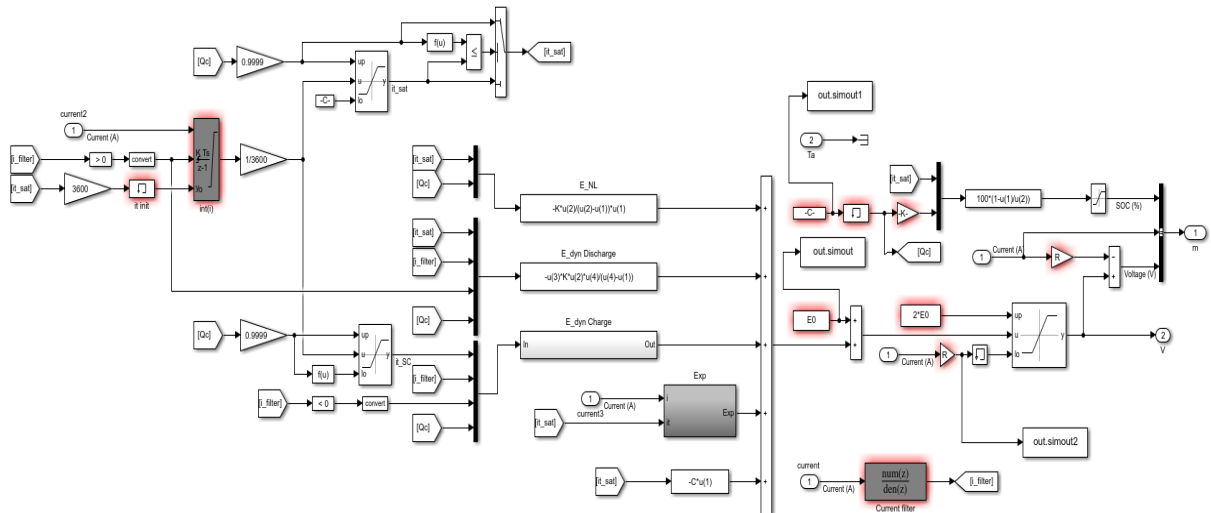 [Qc]
0.9999
f(u)
≤
[it_sat]
up
u
lo
y
it_sat
-C-
current2
1
Current (A)
[i_filter]
> 0
convert
[it_sat]
3600
it init
K Ts
z-1
Yo
int(i)
1/3600
[it_sat]
[Qc]
E_NL
-K*u(2)/(u(2)-u(1))*u(1)
[it_sat]
[i_filter]
[Qc]
E_dyn Discharge
-u(3)*K*u(2)*u(4)/(u(4)-u(1))
[Qc]
0.9999
f(u)
up
u
lo
y
it_SC
[i_filter]
< 0
convert
[i_filter]
[Qc]
E_dyn Charge
In
Out
Exp
1
Current (A)
current3
[it_sat]
i
it
Exp
[it_sat]
-C*u(1)
+
+
+
+
+
out.simout1
2
Ta
-C-
-K-
[it_sat]
[Qc]
100*(1-u(1)/u(2))
SOC (%)
out.simout
1
Current (A)
R
−
+
Voltage (V)
1
m
E0
+
+
2*E0
up
u
lo
y
1
Current (A)
R
2
V
out.simout2
current
1
Current (A)
num(z)
den(z)
Current filter
[i_filter]